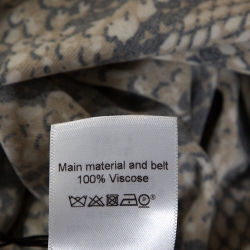 Main material and belt
100% Viscose